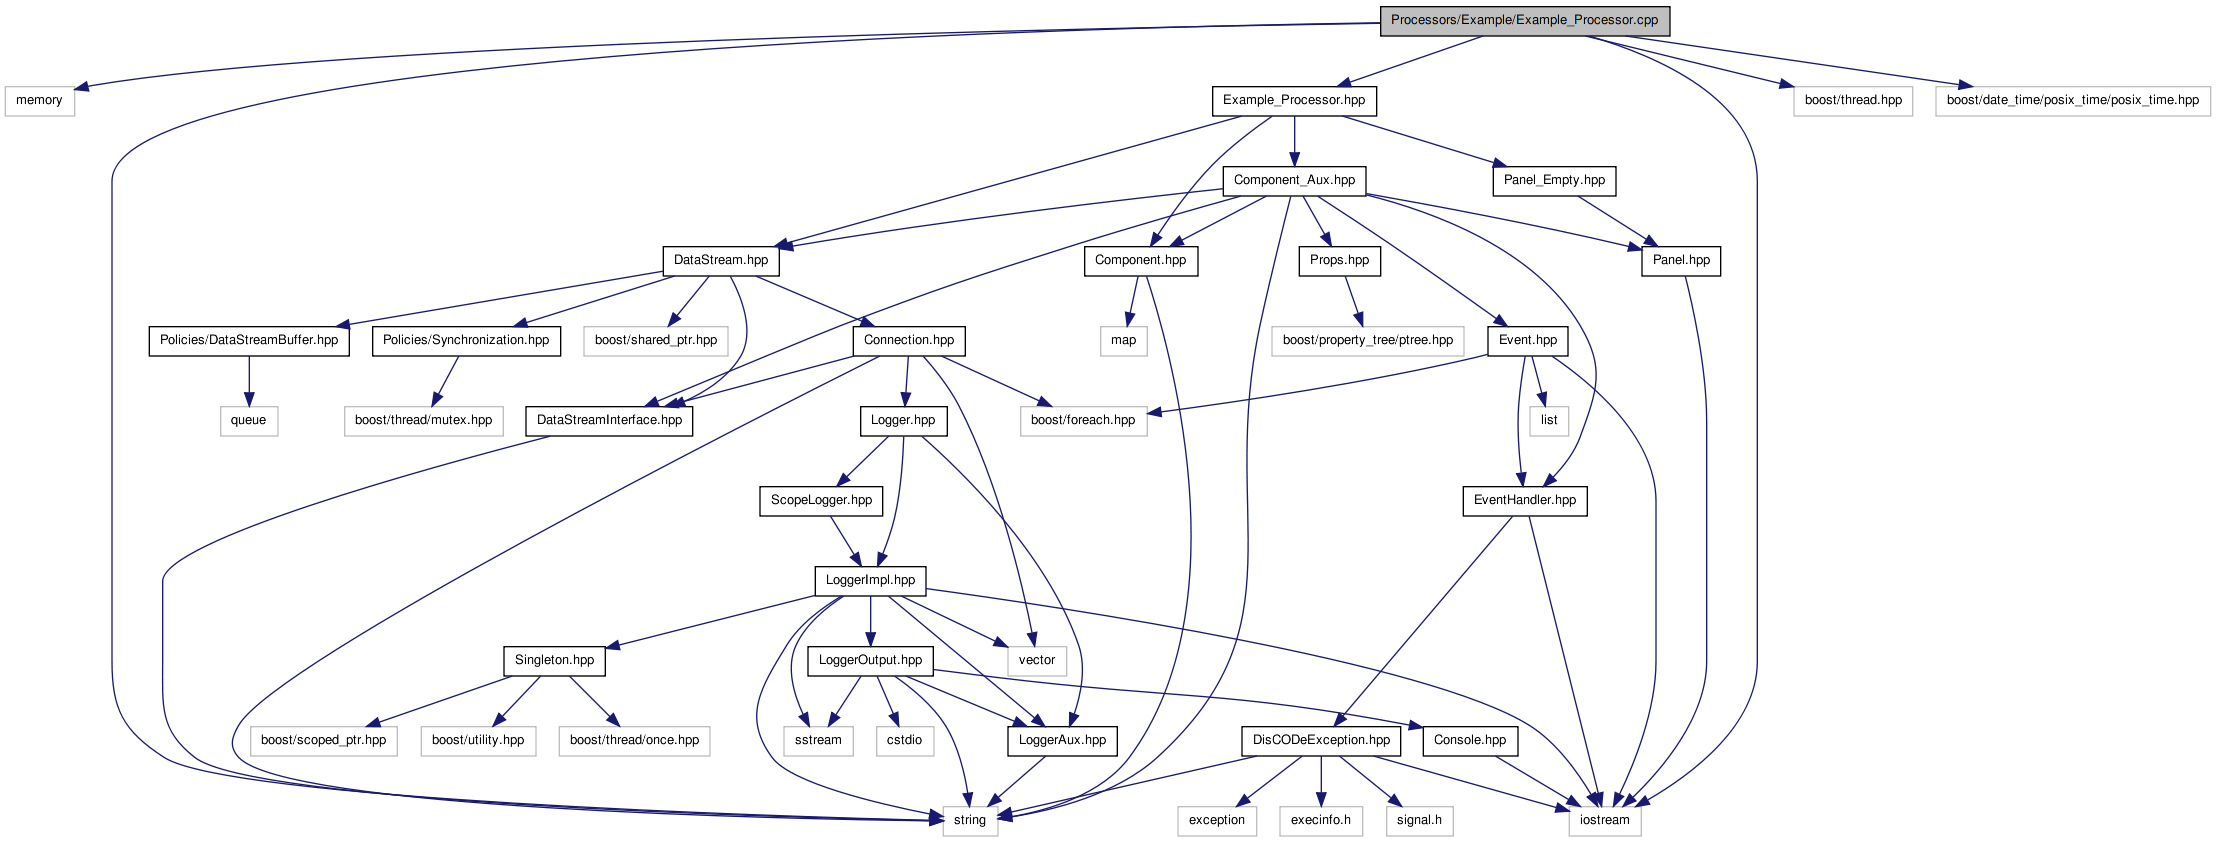 Processors/Example/Example_Processor.cpp
memory
Example_Processor.hpp
boost/thread.hpp
boost/date_time/posix_time/posix_time.hpp
Component_Aux.hpp
Panel_Empty.hpp
DataStream.hpp
Component.hpp
Props.hpp
Panel.hpp
Policies/DataStreamBuffer.hpp
Policies/Synchronization.hpp
boost/shared_ptr.hpp
Connection.hpp
map
boost/property_tree/ptree.hpp
Event.hpp
queue
boost/thread/mutex.hpp
DataStreamInterface.hpp
Logger.hpp
boost/foreach.hpp
list
ScopeLogger.hpp
EventHandler.hpp
LoggerImpl.hpp
Singleton.hpp
LoggerOutput.hpp
vector
boost/scoped_ptr.hpp
boost/utility.hpp
boost/thread/once.hpp
sstream
cstdio
LoggerAux.hpp
DisCODeException.hpp
Console.hpp
string
exception
execinfo.h
signal.h
iostream